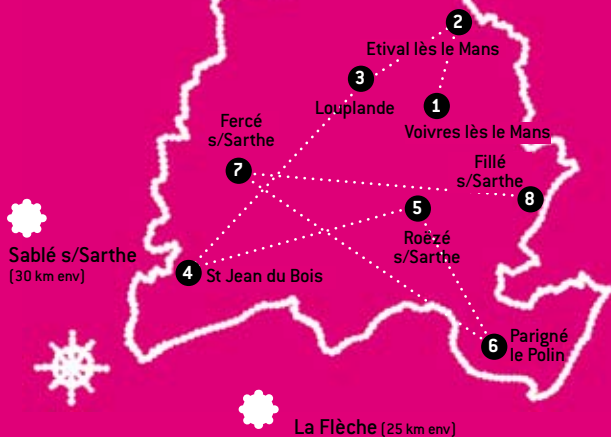 2
Etival lès le Mans
3
Louplande
1
Voivres lès le Mans
Fercé
s/Sarthe
7
Fillé
s/Sarthe
8
5
Roëzé
s/Sarthe
Sablé s/Sarthe
(30 km env)
4
St Jean du Bois
6
Parigné
le Polin
La Flèche (25 km env)